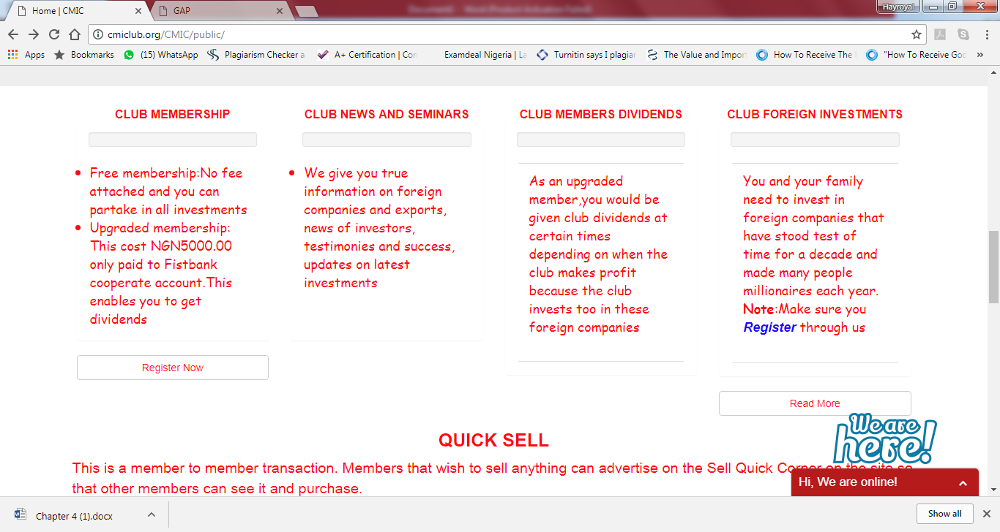 Home | CMIC
GAP
Hayroyal
cmiclub.org/CMIC/public/
Apps
Bookmarks
(15) WhatsApp
Plagiarism Checker a
A+ Certification | Con
Examdeal Nigeria | La
Turnitin says I plagiar
The Value and Impor
How To Receive The
"How To Receive Goo
CLUB MEMBERSHIP
Free membership:No fee
attached and you can
partake in all investments
Upgraded membership:
This cost NGN5000.00
only paid to Fistbank
cooperate account.This
enables you to get
dividends
Register Now
CLUB NEWS AND SEMINARS
We give you true
information on foreign
companies and exports,
news of investors,
testimonies and success,
updates on latest
investments
CLUB MEMBERS DIVIDENDS
As an upgraded
member,you would be
given club dividends at
certain times
depending on when the
club makes profit
because the club
invests too in these
foreign companies
CLUB FOREIGN INVESTMENTS
You and your family
need to invest in
foreign companies that
have stood test of
time for a decade and
made many people
millionaires each year.
Note:Make sure you
Register through us
Read More
QUICK SELL
This is a member to member transaction. Members that wish to sell anything can advertise on the Sell Quick Corner on the site so
that other members can see it and purchase.
We are
here!
Hi, We are online!
Chapter 4 (1).docx
Show all